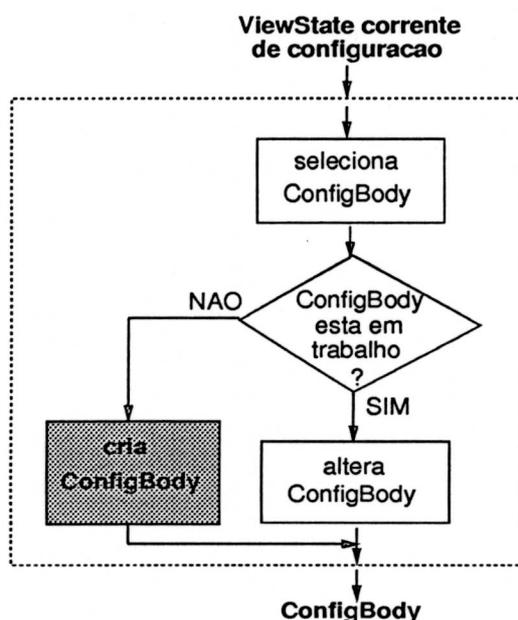 ViewState corrente
de configuracao
seleciona
ConfigBody
NAO
ConfigBody
esta em
trabalho
?
SIM
cria
ConfigBody
altera
ConfigBody
ConfigBody